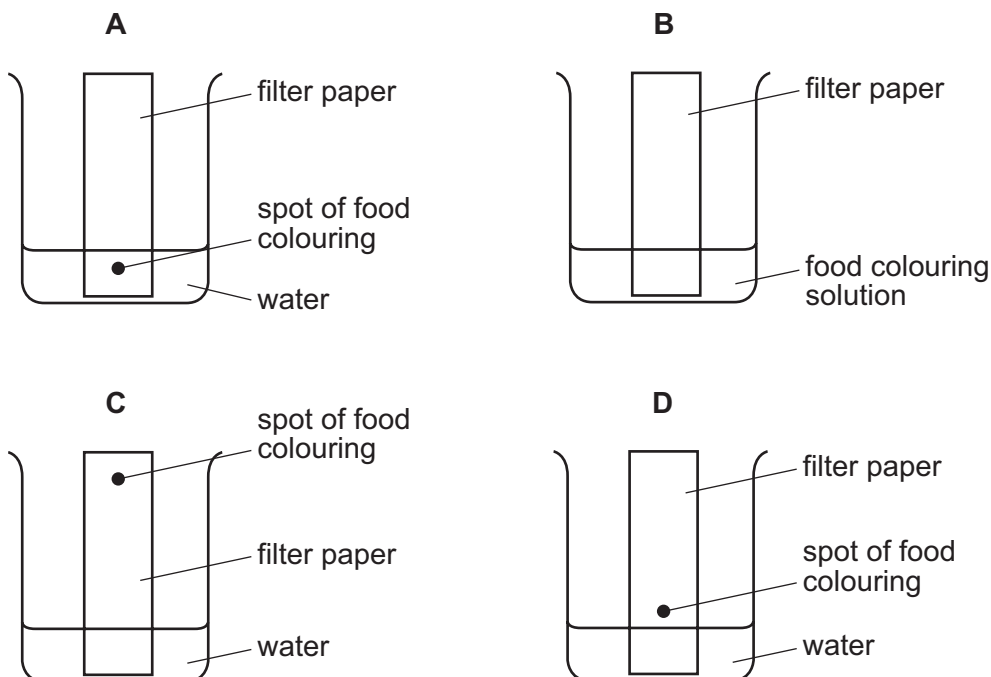 A
filter paper
spot of food
colouring
water
B
filter paper
food colouring
solution
C
spot of food
colouring
filter paper
water
D
filter paper
spot of food
colouring
water